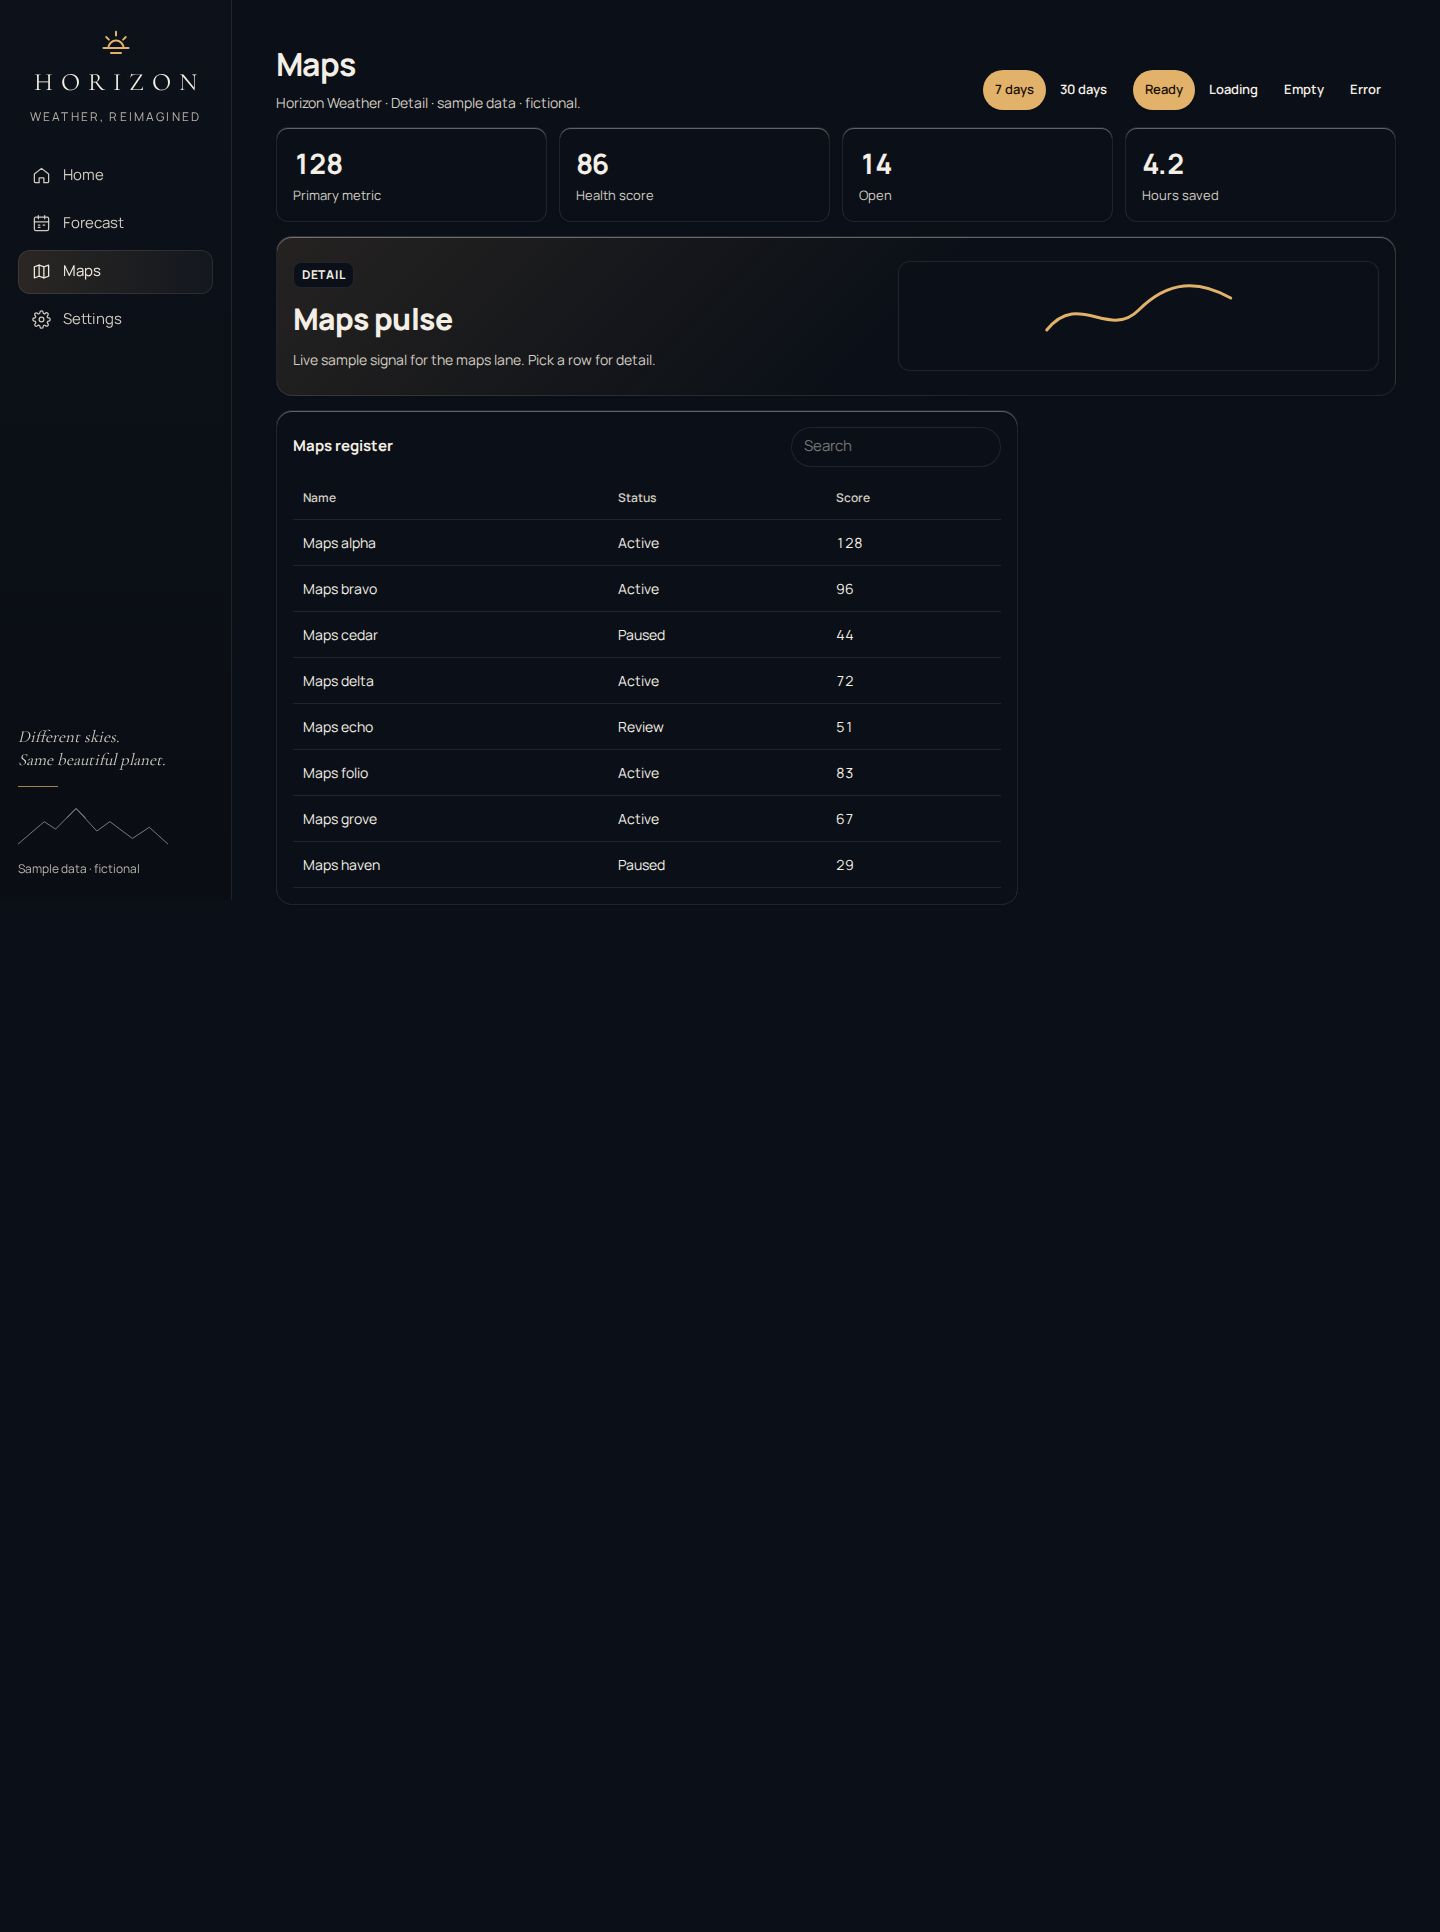 HORIZON
WEATHER, REIMAGINED
Home
Forecast
Maps
Settings
Different skies.
Same beautiful planet.
Sample data · fictional
Maps
Horizon Weather · Detail · sample data · fictional.
7 days 30 days Ready Loading Empty Error
128 86 14 4.2
Primary metric Health score Open Hours saved
DETAIL
Maps pulse
Live sample signal for the maps lane. Pick a row for detail.
Maps register Search
Name Status Score
Maps alpha Active 128
Maps bravo Active 96
Maps cedar Paused 44
Maps delta Active 72
Maps echo Review 51
Maps folio Active 83
Maps grove Active 67
Maps haven Paused 29